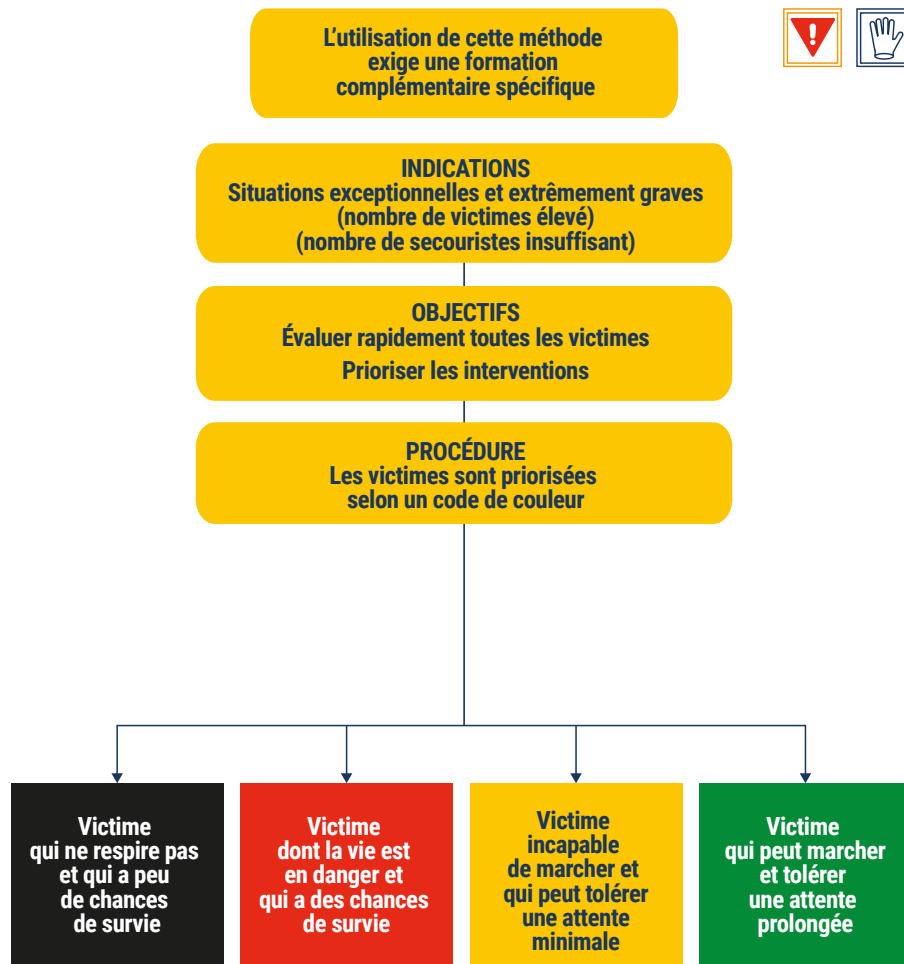 L'utilisation de cette méthode
exige une formation
complémentaire spécifique
INDICATIONS
Situations exceptionnelles et extrêmement graves
(nombre de victimes élevé)
(nombre de secouristes insuffisant)
OBJECTIFS
Évaluer rapidement toutes les victimes
Prioriser les interventions
PROCÉDURE
Les victimes sont priorisées
selon un code de couleur
Victime
qui ne respire pas
et qui a peu
de chances
de survie
Victime
dont la vie est
en danger et
qui a des chances
de survie
Victime
incapable
de marcher et
qui peut tolérer
une attente
minimale
Victime
qui peut marcher
et tolérer
une attente
prolongée